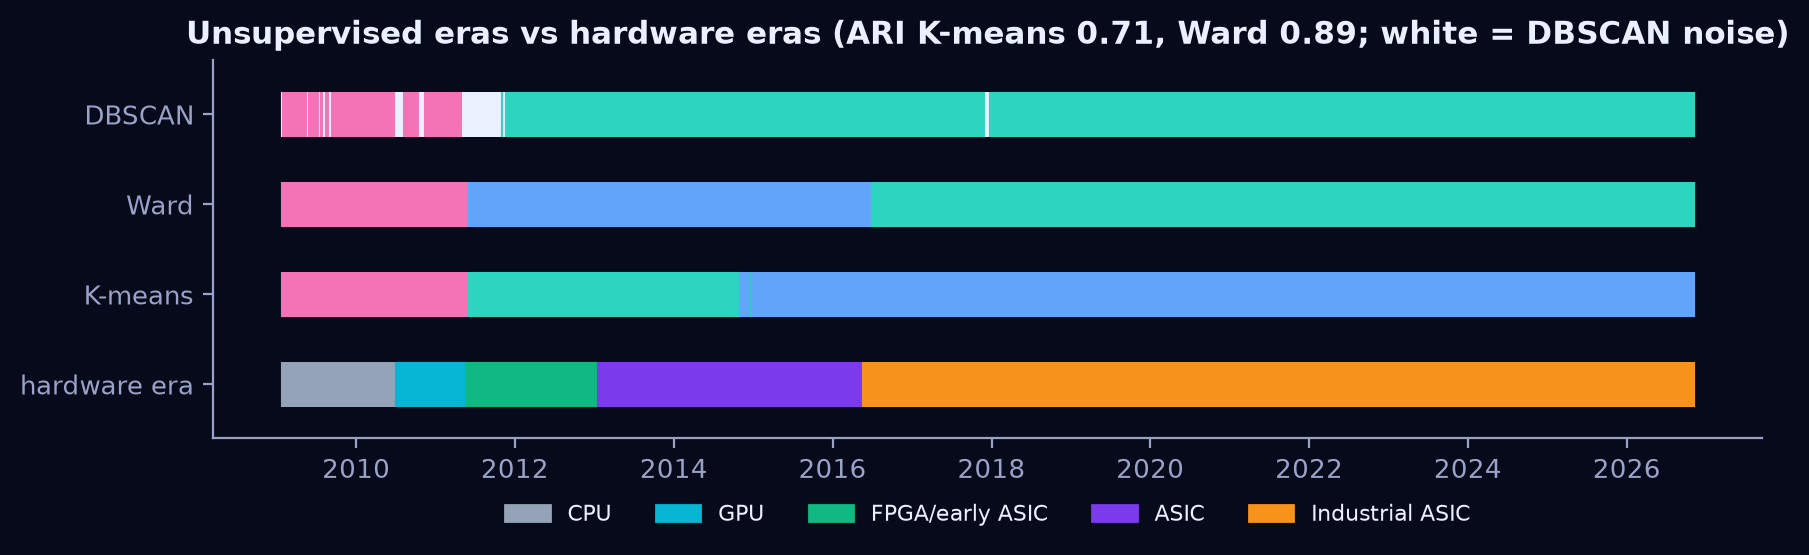 Unsupervised eras vs hardware eras (ARI K-means 0.71, Ward 0.89; white = DBSCAN noise)
DBSCAN
Ward
K-means
hardware era
2010 2012 2014 2016 2018 2020 2022 2024 2026
CPU GPU FPGA/early ASIC ASIC Industrial ASIC